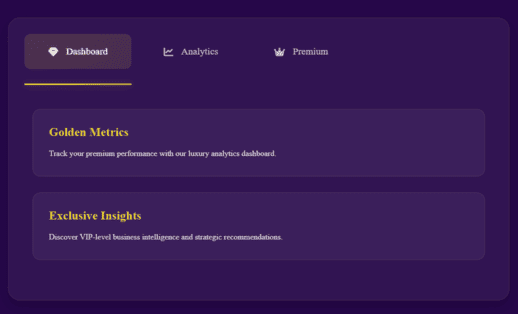 Dashboard
Analytics
Premium
Golden Metrics
Track your premium performance with our luxury analytics dashboard.
Exclusive Insights
Discover VIP-level business intelligence and strategic recommendations.